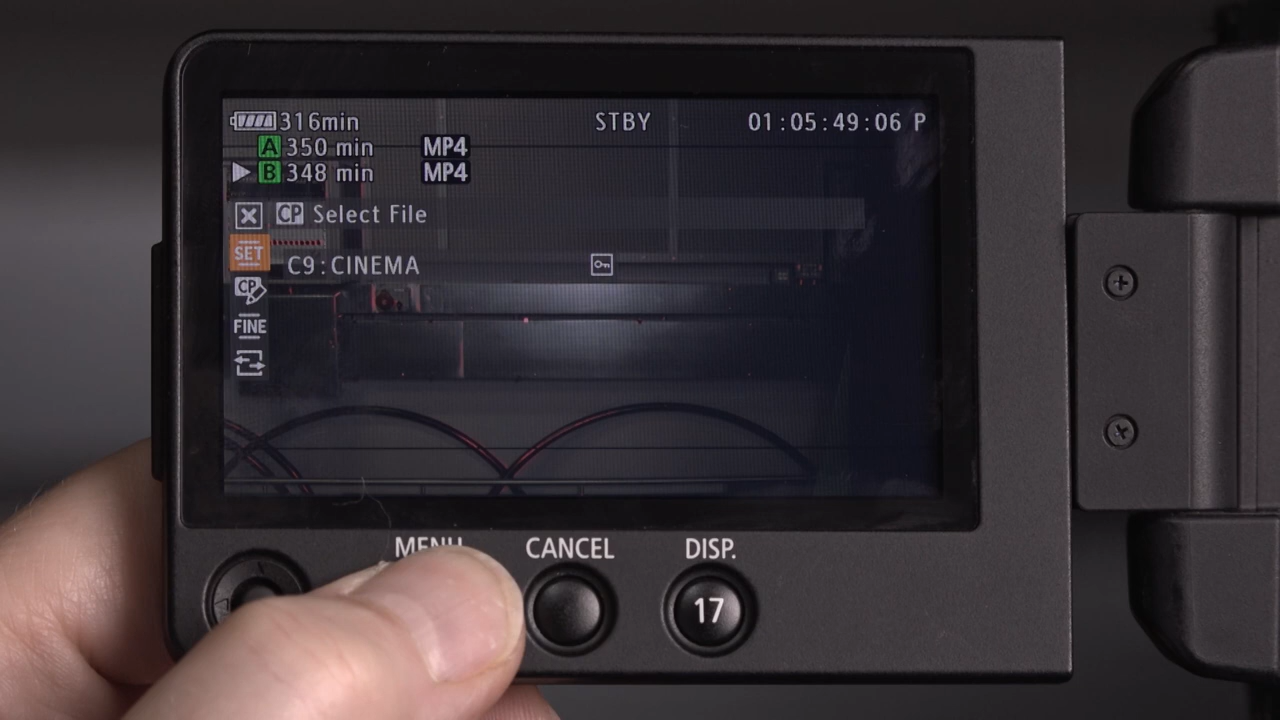 316min STBY 01:05:49:06 P
A 350 min MP4
B 348 min MP4
CP Select File
SET
C9:CINEMA
CP
FINE
MENU CANCEL DISP.
17